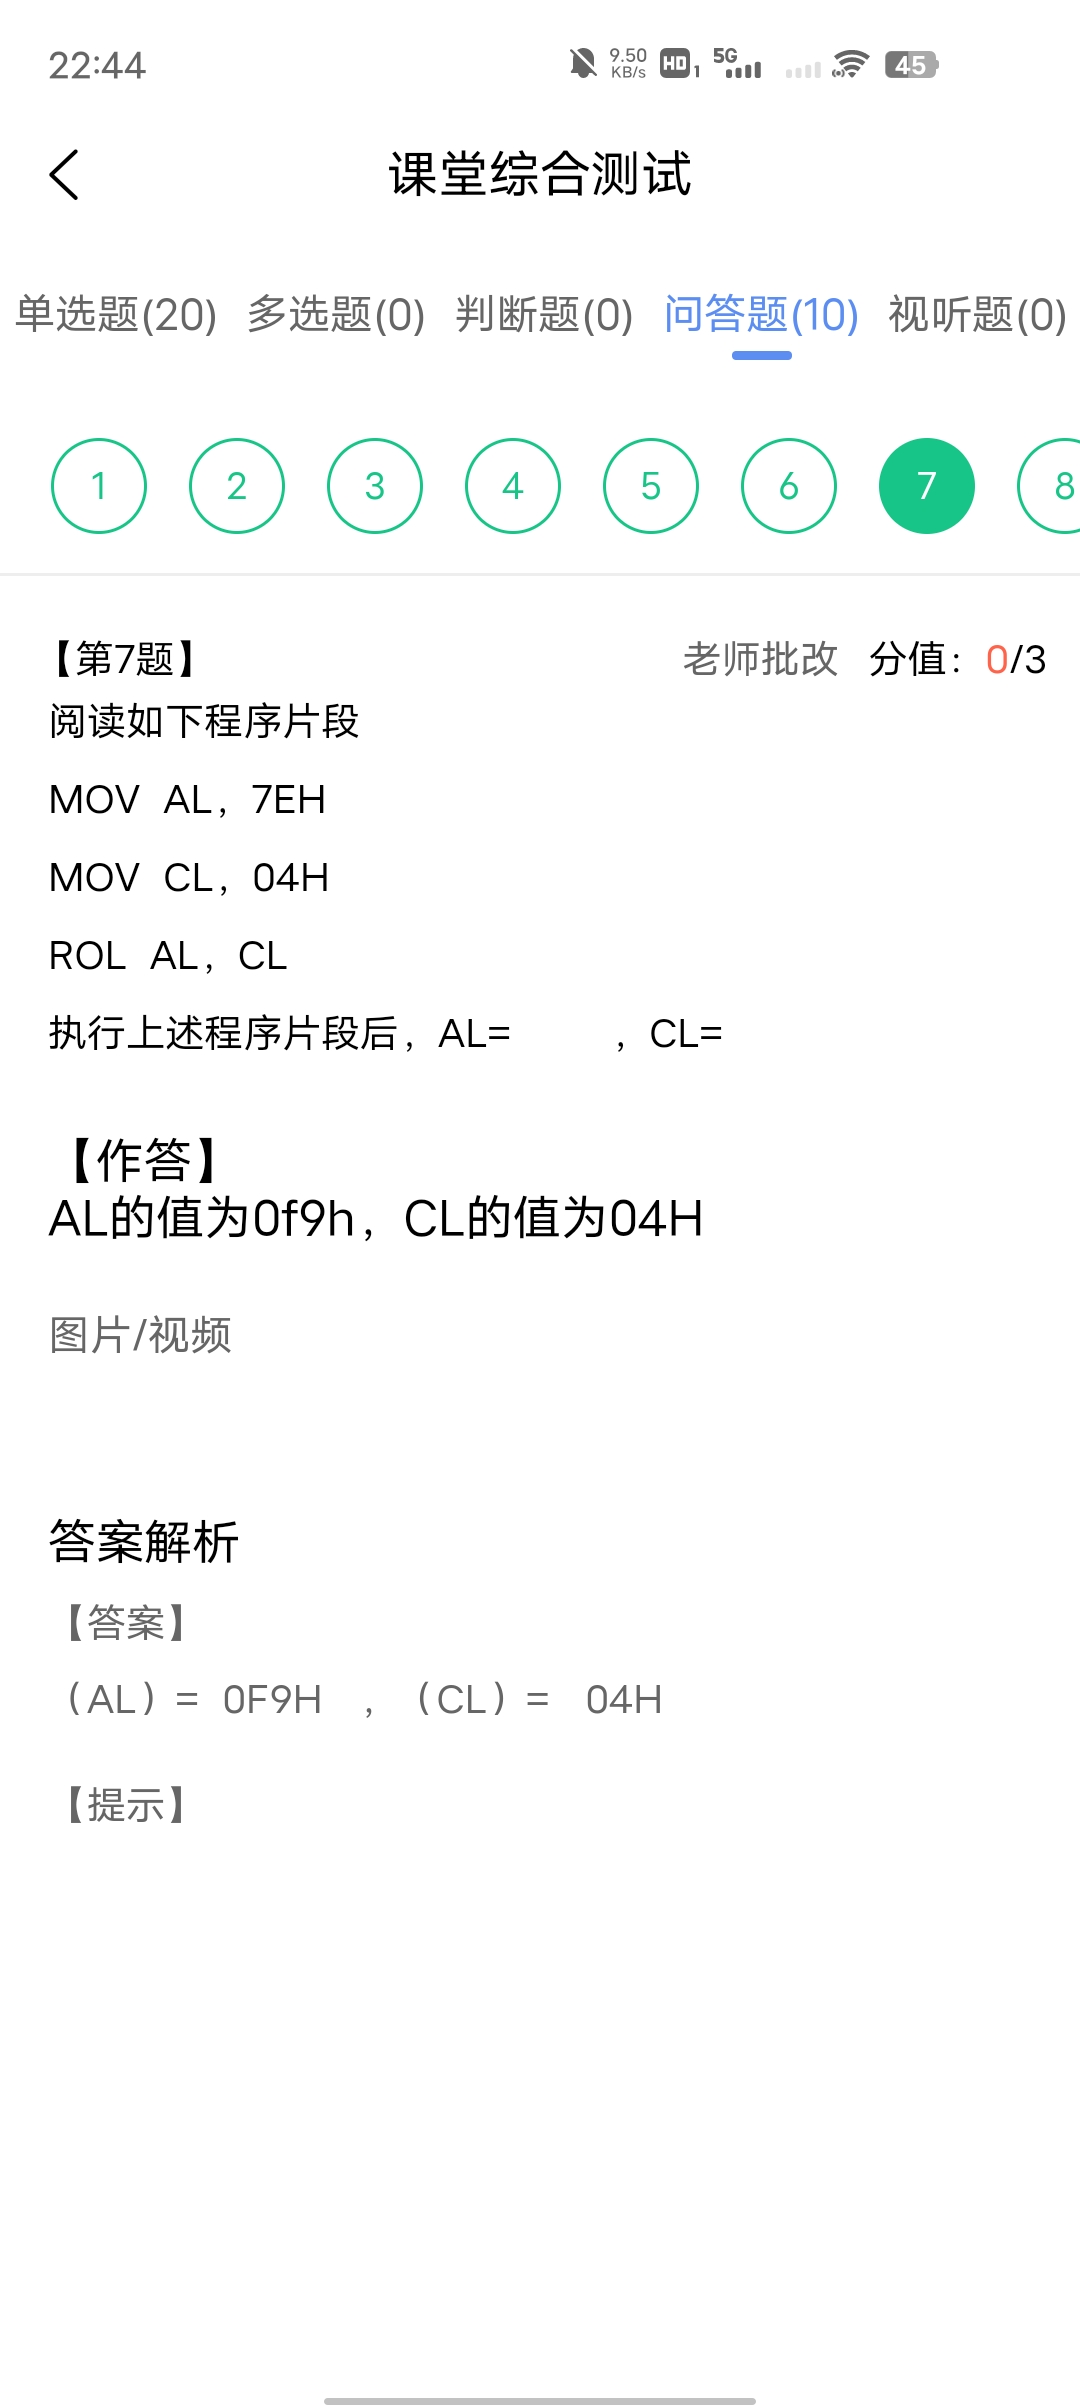 22:44
9.50 KB/s HD 1 5G 45
课堂综合测试
单选题(20) 多选题(0) 判断题(0) 问答题(10) 视听题(0)
1 2 3 4 5 6 7 8
【第7题】 老师批改 分值：0/3
阅读如下程序片段
MOV AL，7EH
MOV CL，04H
ROL AL，CL
执行上述程序片段后，AL= ，CL=
【作答】
AL的值为0f9h，CL的值为04H
图片/视频
答案解析
【答案】
（AL）= 0F9H ，（CL）= 04H
【提示】